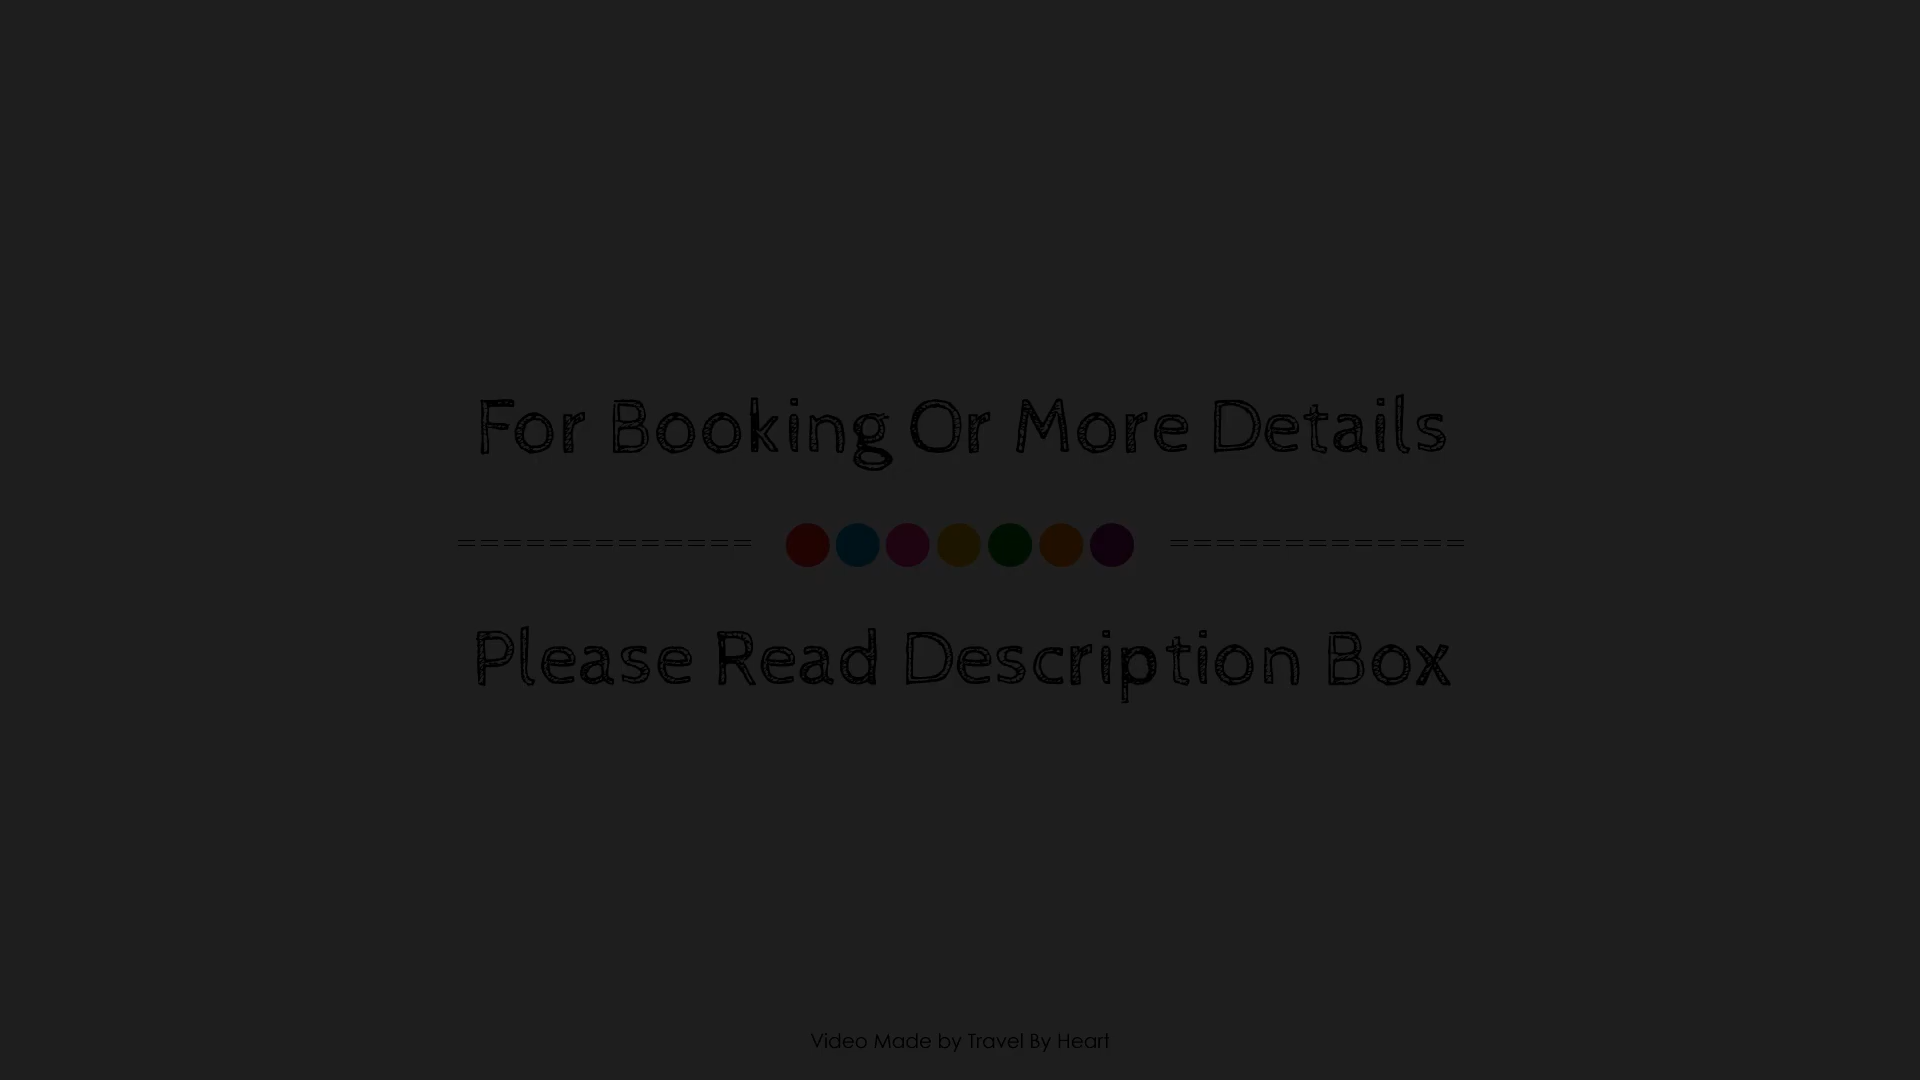 For Booking Or More Details
============= =============
Please Read Description Box
Video Made by Travel By Heart